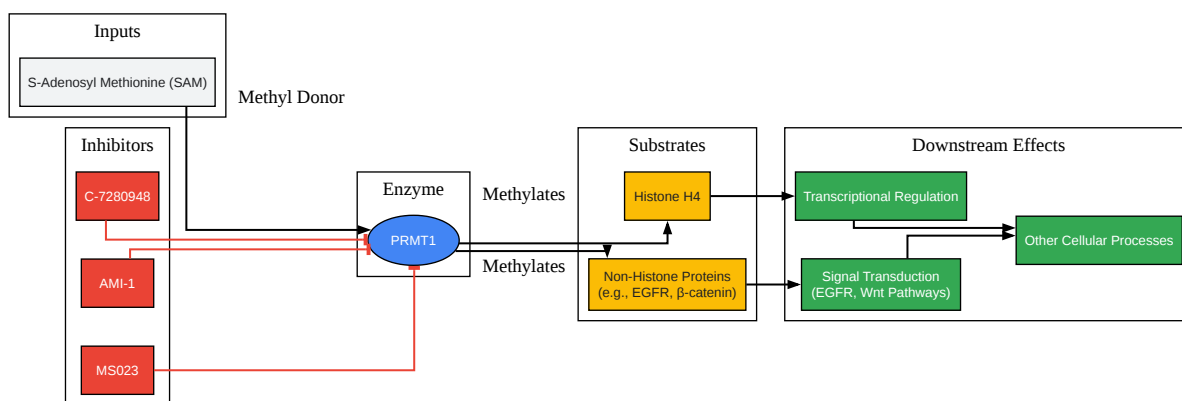 Inputs
S-Adenosyl Methionine (SAM)
Methyl Donor
Inhibitors
C-7280948
AMI-1
MS023
Enzyme
PRMT1
Methylates
Methylates
Substrates
Histone H4
Non-Histone Proteins
(e.g., EGFR, β-catenin)
Downstream Effects
Transcriptional Regulation
Signal Transduction
(EGFR, Wnt Pathways)
Other Cellular Processes